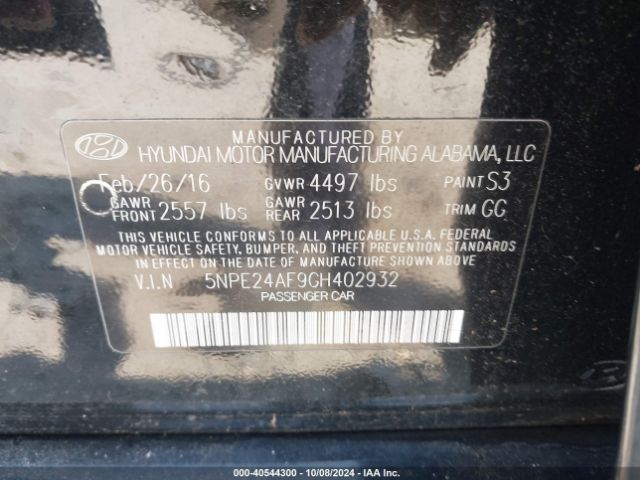 MANUFACTURED BY
HYUNDAI MOTOR MANUFACTURING ALABAMA, LLC
Feb/26/16 GVWR 4497 lbs PAINT S3
GAWR FRONT 2557 lbs GAWR REAR 2513 lbs TRIM GG
THIS VEHICLE CONFORMS TO ALL APPLICABLE U.S.A. FEDERAL
MOTOR VEHICLE SAFETY, BUMPER, AND THEFT PREVENTION STANDARDS
IN EFFECT ON THE DATE OF MANUFACTURE SHOWN ABOVE
V.I.N 5NPE24AF9GH402932
PASSENGER CAR
000-40544300 - 10/08/2024 - IAA Inc.